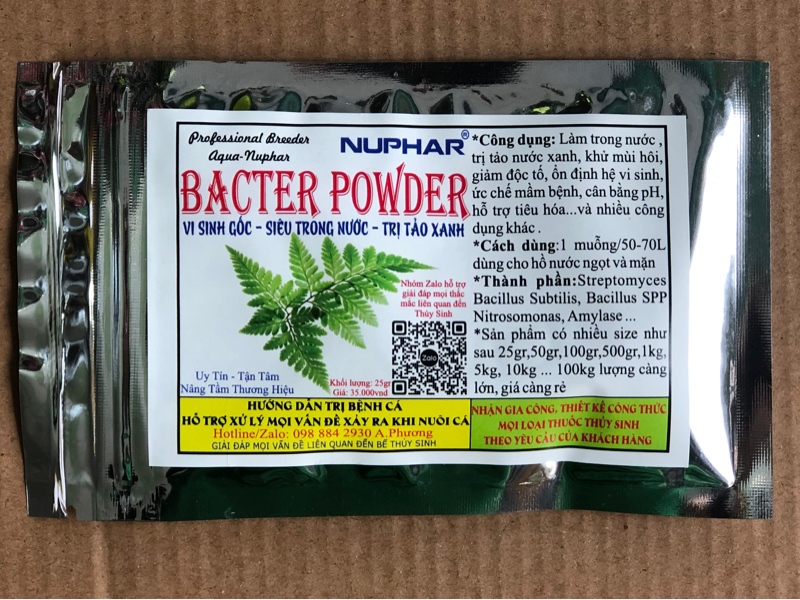 Professional Breeder
Aqua-Nuphar
NUPHAR®
BACTER POWDER
VI SINH GỐC - SIÊU TRONG NƯỚC - TRỊ TẢO XANH
Nhóm Zalo hỗ trợ
giải đáp mọi thắc
mắc liên quan đến
Thủy Sinh
Zalo
Uy Tín - Tận Tâm
Nâng Tầm Thương Hiệu
Khối lượng: 25gr
Giá: 35.000vnđ
*Công dụng: Làm trong nước ,
trị tảo nước xanh, khử mùi hôi,
giảm độc tố, ổn định hệ vi sinh,
ức chế mầm bệnh, cân bằng pH,
hỗ trợ tiêu hóa...và nhiều công
dụng khác .
*Cách dùng:1 muỗng/50-70L
dùng cho hồ nước ngọt và mặn
*Thành phần:Streptomyces
Bacillus Subtilis, Bacillus SPP
Nitrosomonas, Amylase ...
*Sản phẩm có nhiều size như
sau 25gr,50gr,100gr,500gr,1kg,
5kg, 10kg ... 100kg lượng càng
lớn, giá càng rẻ
HƯỚNG DẪN TRỊ BỆNH CÁ
HỖ TRỢ XỬ LÝ MỌI VẤN ĐỀ XẢY RA KHI NUÔI CÁ
Hotline/Zalo: 098 884 2930 A.Phương
GIẢI ĐÁP MỌI VẤN ĐỀ LIÊN QUAN ĐẾN BỂ THỦY SINH
NHẬN GIA CÔNG, THIẾT KẾ CÔNG THỨC
MỌI LOẠI THUỐC THỦY SINH
THEO YÊU CẦU CỦA KHÁCH HÀNG